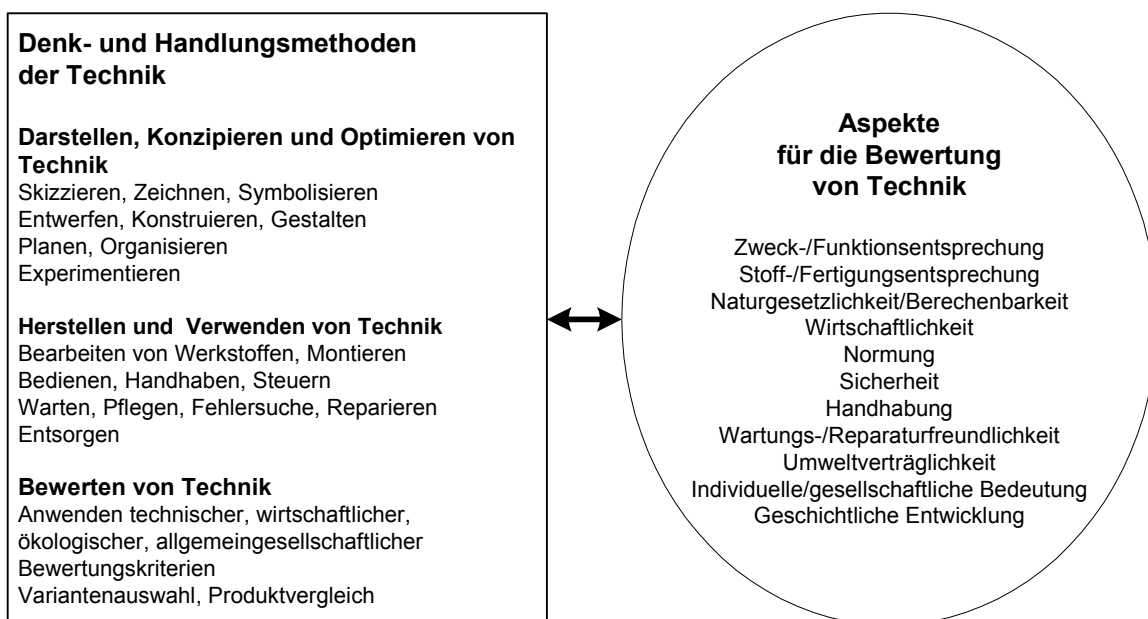 Denk- und Handlungsmethoden
der Technik
Darstellen, Konzipieren und Optimieren von
Technik
Skizzieren, Zeichnen, Symbolisieren
Entwerfen, Konstruieren, Gestalten
Planen, Organisieren
Experimentieren
Herstellen und Verwenden von Technik
Bearbeiten von Werkstoffen, Montieren
Bedienen, Handhaben, Steuern
Warten, Pflegen, Fehlersuche, Reparieren
Entsorgen
Bewerten von Technik
Anwenden technischer, wirtschaftlicher,
ökologischer, allgemeingesellschaftlicher
Bewertungskriterien
Variantenauswahl, Produktvergleich
Aspekte
für die Bewertung
von Technik
Zweck-/Funktionsentsprechung
Stoff-/Fertigungsentsprechung
Naturgesetzlichkeit/Berechenbarkeit
Wirtschaftlichkeit
Normung
Sicherheit
Handhabung
Wartungs-/Reparaturfreundlichkeit
Umweltverträglichkeit
Individuelle/gesellschaftliche Bedeutung
Geschichtliche Entwicklung